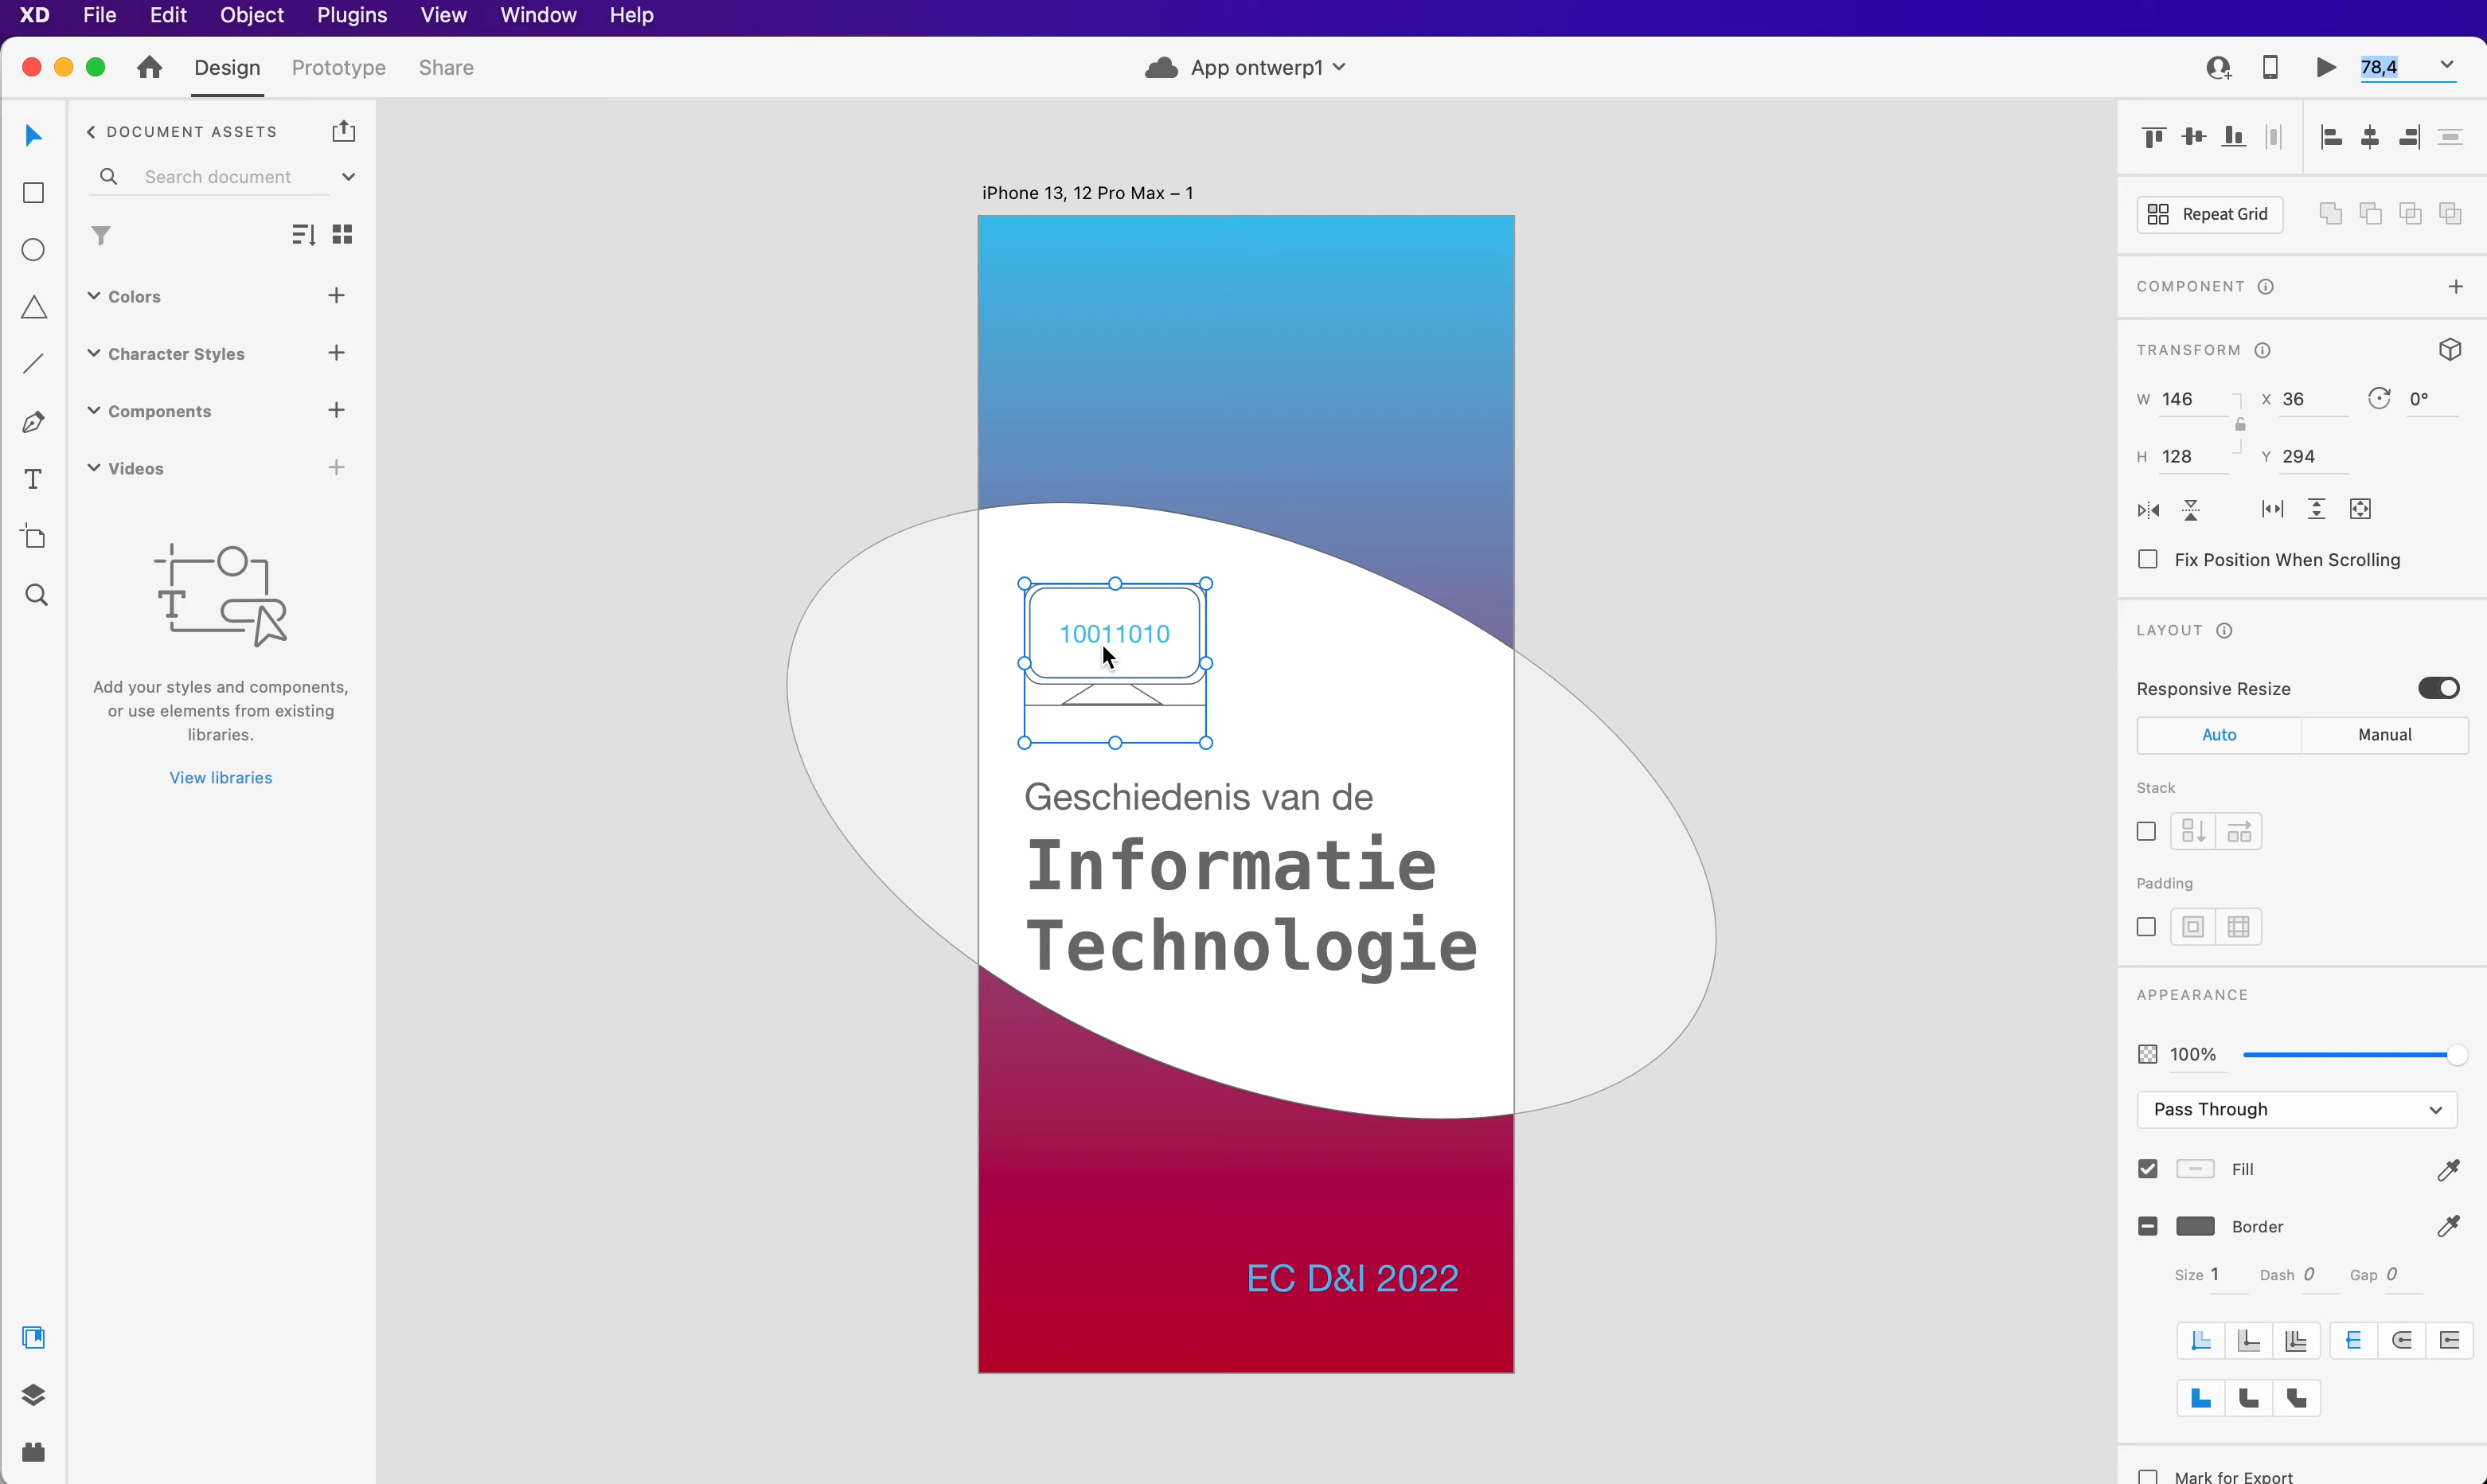 XD File Edit Object Plugins View Window Help
Design Prototype Share
App ontwerp1
78,4
DOCUMENT ASSETS
Search document
Colors
Character Styles
Components
Videos
Add your styles and components,
or use elements from existing
libraries.
View libraries
T
iPhone 13, 12 Pro Max – 1
10011010
Geschiedenis van de
Informatie
Technologie
EC D&I 2022
Repeat Grid
COMPONENT
TRANSFORM
W 146 X 36 0°
H 128 Y 294
Fix Position When Scrolling
LAYOUT
Responsive Resize
Auto Manual
Stack
Padding
APPEARANCE
100%
Pass Through
Fill
Border
Size 1 Dash 0 Gap 0
Mark for Export